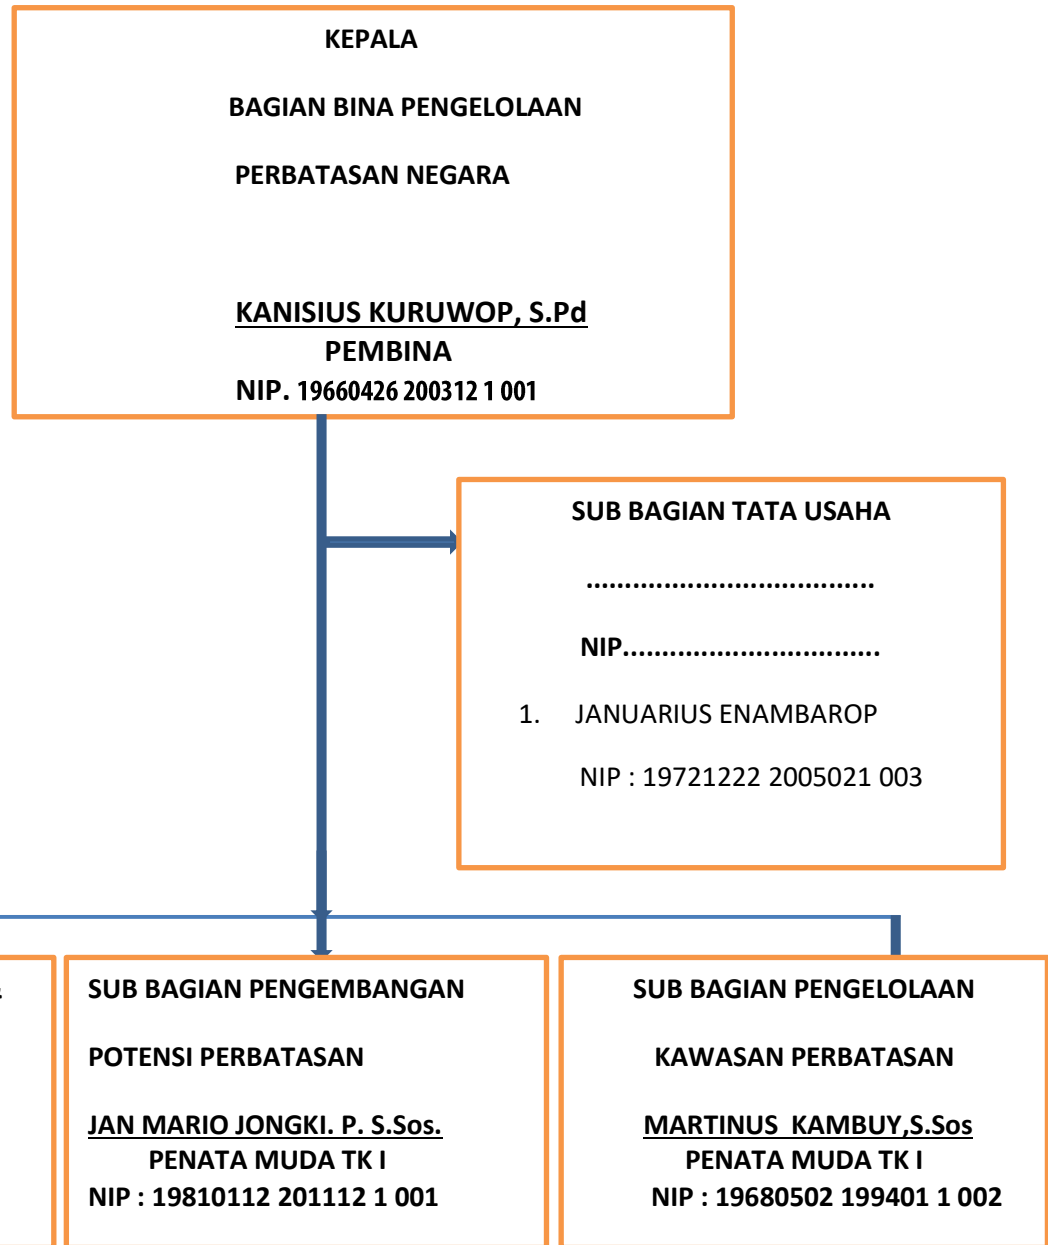 KEPALA
BAGIAN BINA PENGELOLAAN
PERBATASAN NEGARA
KANISIUS KURUWOP, S.Pd
PEMBINA
NIP. 19660426 200312 1 001
SUB BAGIAN TATA USAHA
.....................................
NIP.................................
1. JANUARIUS ENAMBAROP
NIP : 19721222 2005021 003
SUB BAGIAN PENGEMBANGAN
POTENSI PERBATASAN
JAN MARIO JONGKI. P. S.Sos.
PENATA MUDA TK I
NIP : 19810112 201112 1 001
SUB BAGIAN PENGELOLAAN
KAWASAN PERBATASAN
MARTINUS  KAMBUY,S.Sos
PENATA MUDA TK I
NIP : 19680502 199401 1 002